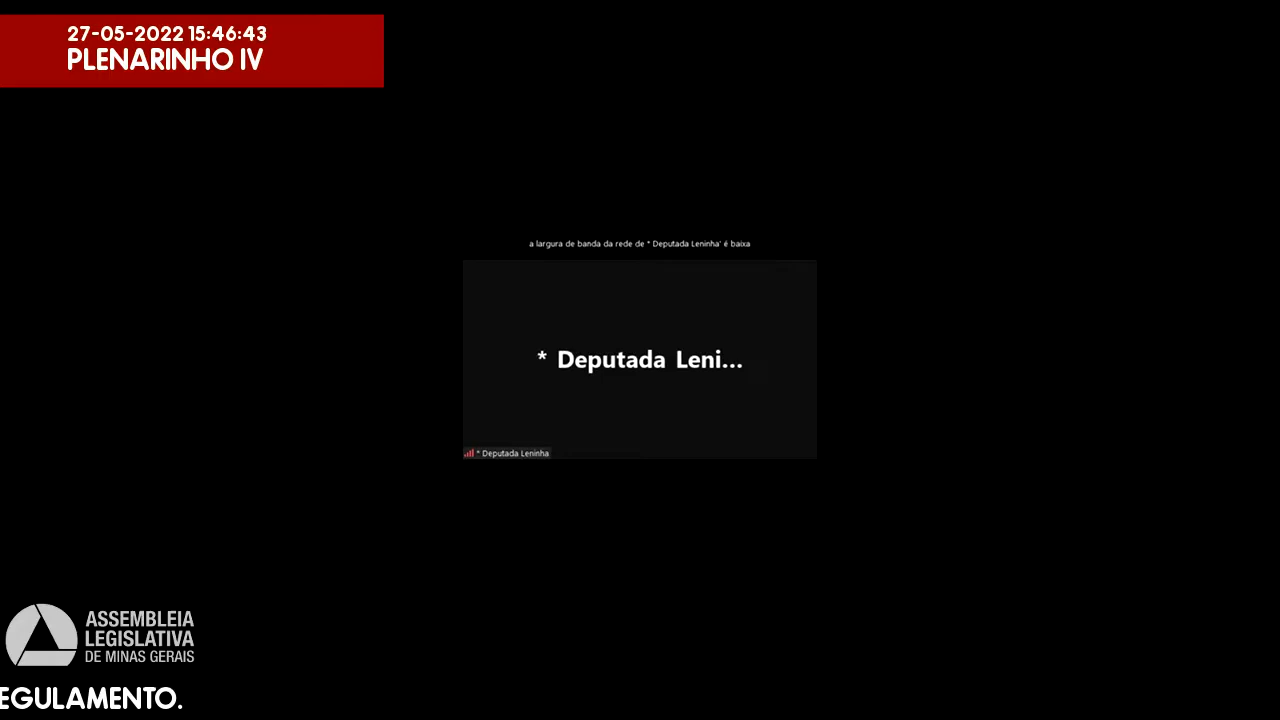 27-05-2022 15:46:43
PLENARINHO IV
a largura de banda da rede de * Deputada Leninha' é baixa
* Deputada Leni...
* Deputada Leninha
ASSEMBLEIA
LEGISLATIVA
DE MINAS GERAIS
EGULAMENTO.